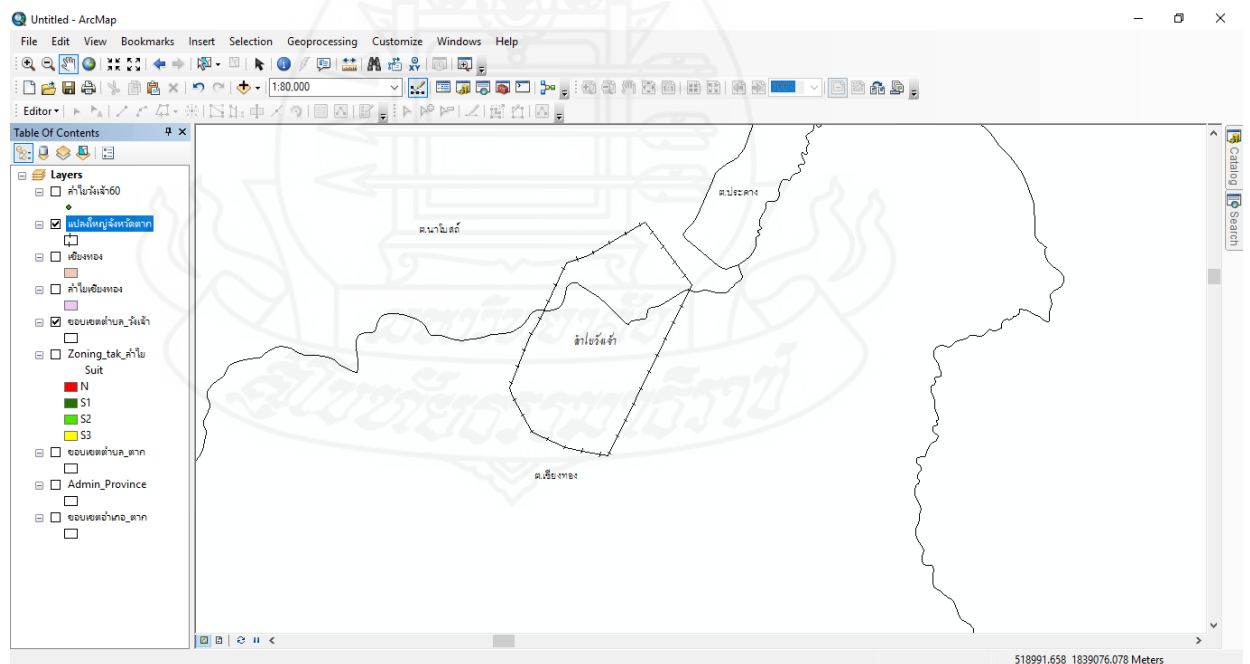 Untitled - ArcMap
File Edit View Bookmarks Insert Selection Geoprocessing Customize Windows Help
1:80,000
Editor
Table Of Contents
Layers
ลำไยวังเจ้า60
แปลงใหญ่จังหวัดตาก
เชียงทอง
ลำไยเชียงทอง
ขอบเขตตำบล_วังเจ้า
Zoning_tak_ลำไย
Suit
N
S1
S2
S3
ขอบเขตตำบล_ตาก
Admin_Province
ขอบเขตอำเภอ_ตาก
ต.ประดาง
ต.นาโบสถ์
ลำไยวังเจ้า
ต.เชียงทอง
Catalog
Search
518991.658 1839076.078 Meters